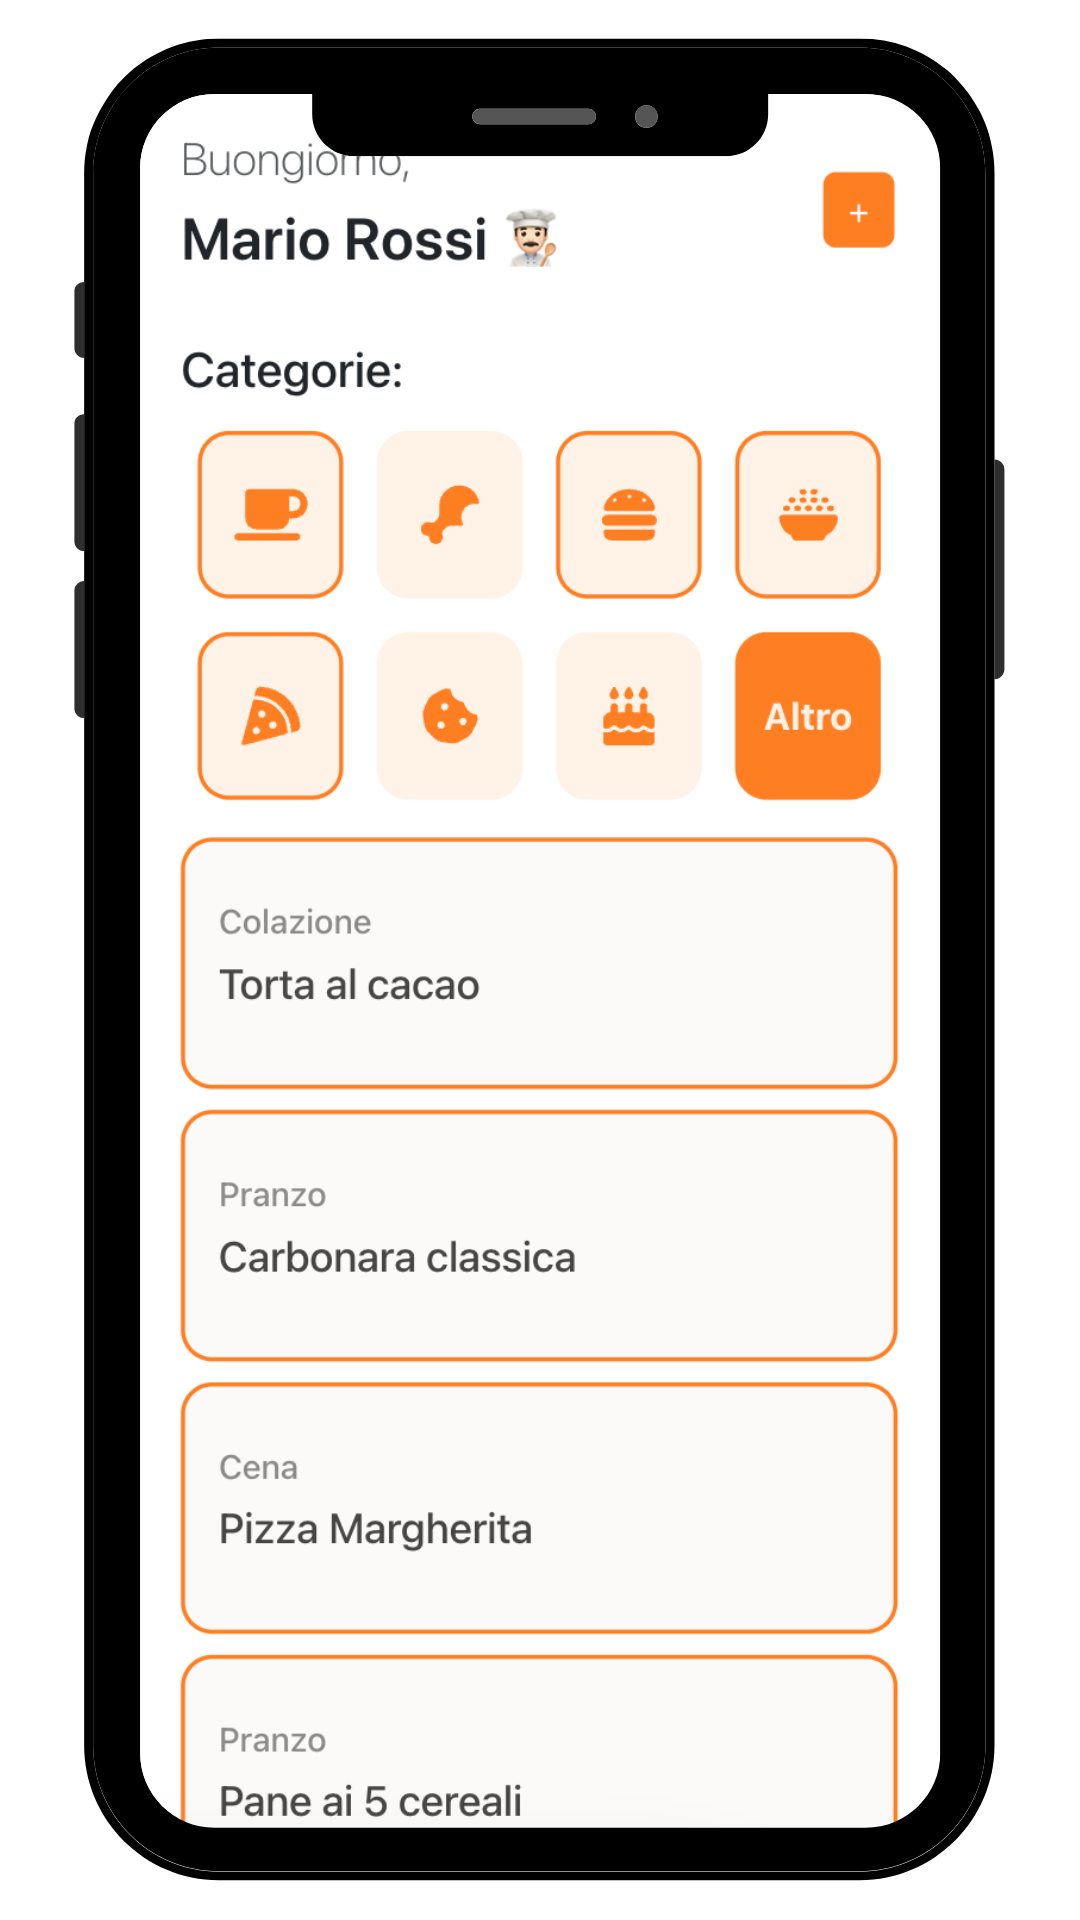 Buongiorno,
Mario Rossi
+
Categorie:
Altro
Colazione
Torta al cacao
Pranzo
Carbonara classica
Cena
Pizza Margherita
Pranzo
Pane ai 5 cereali